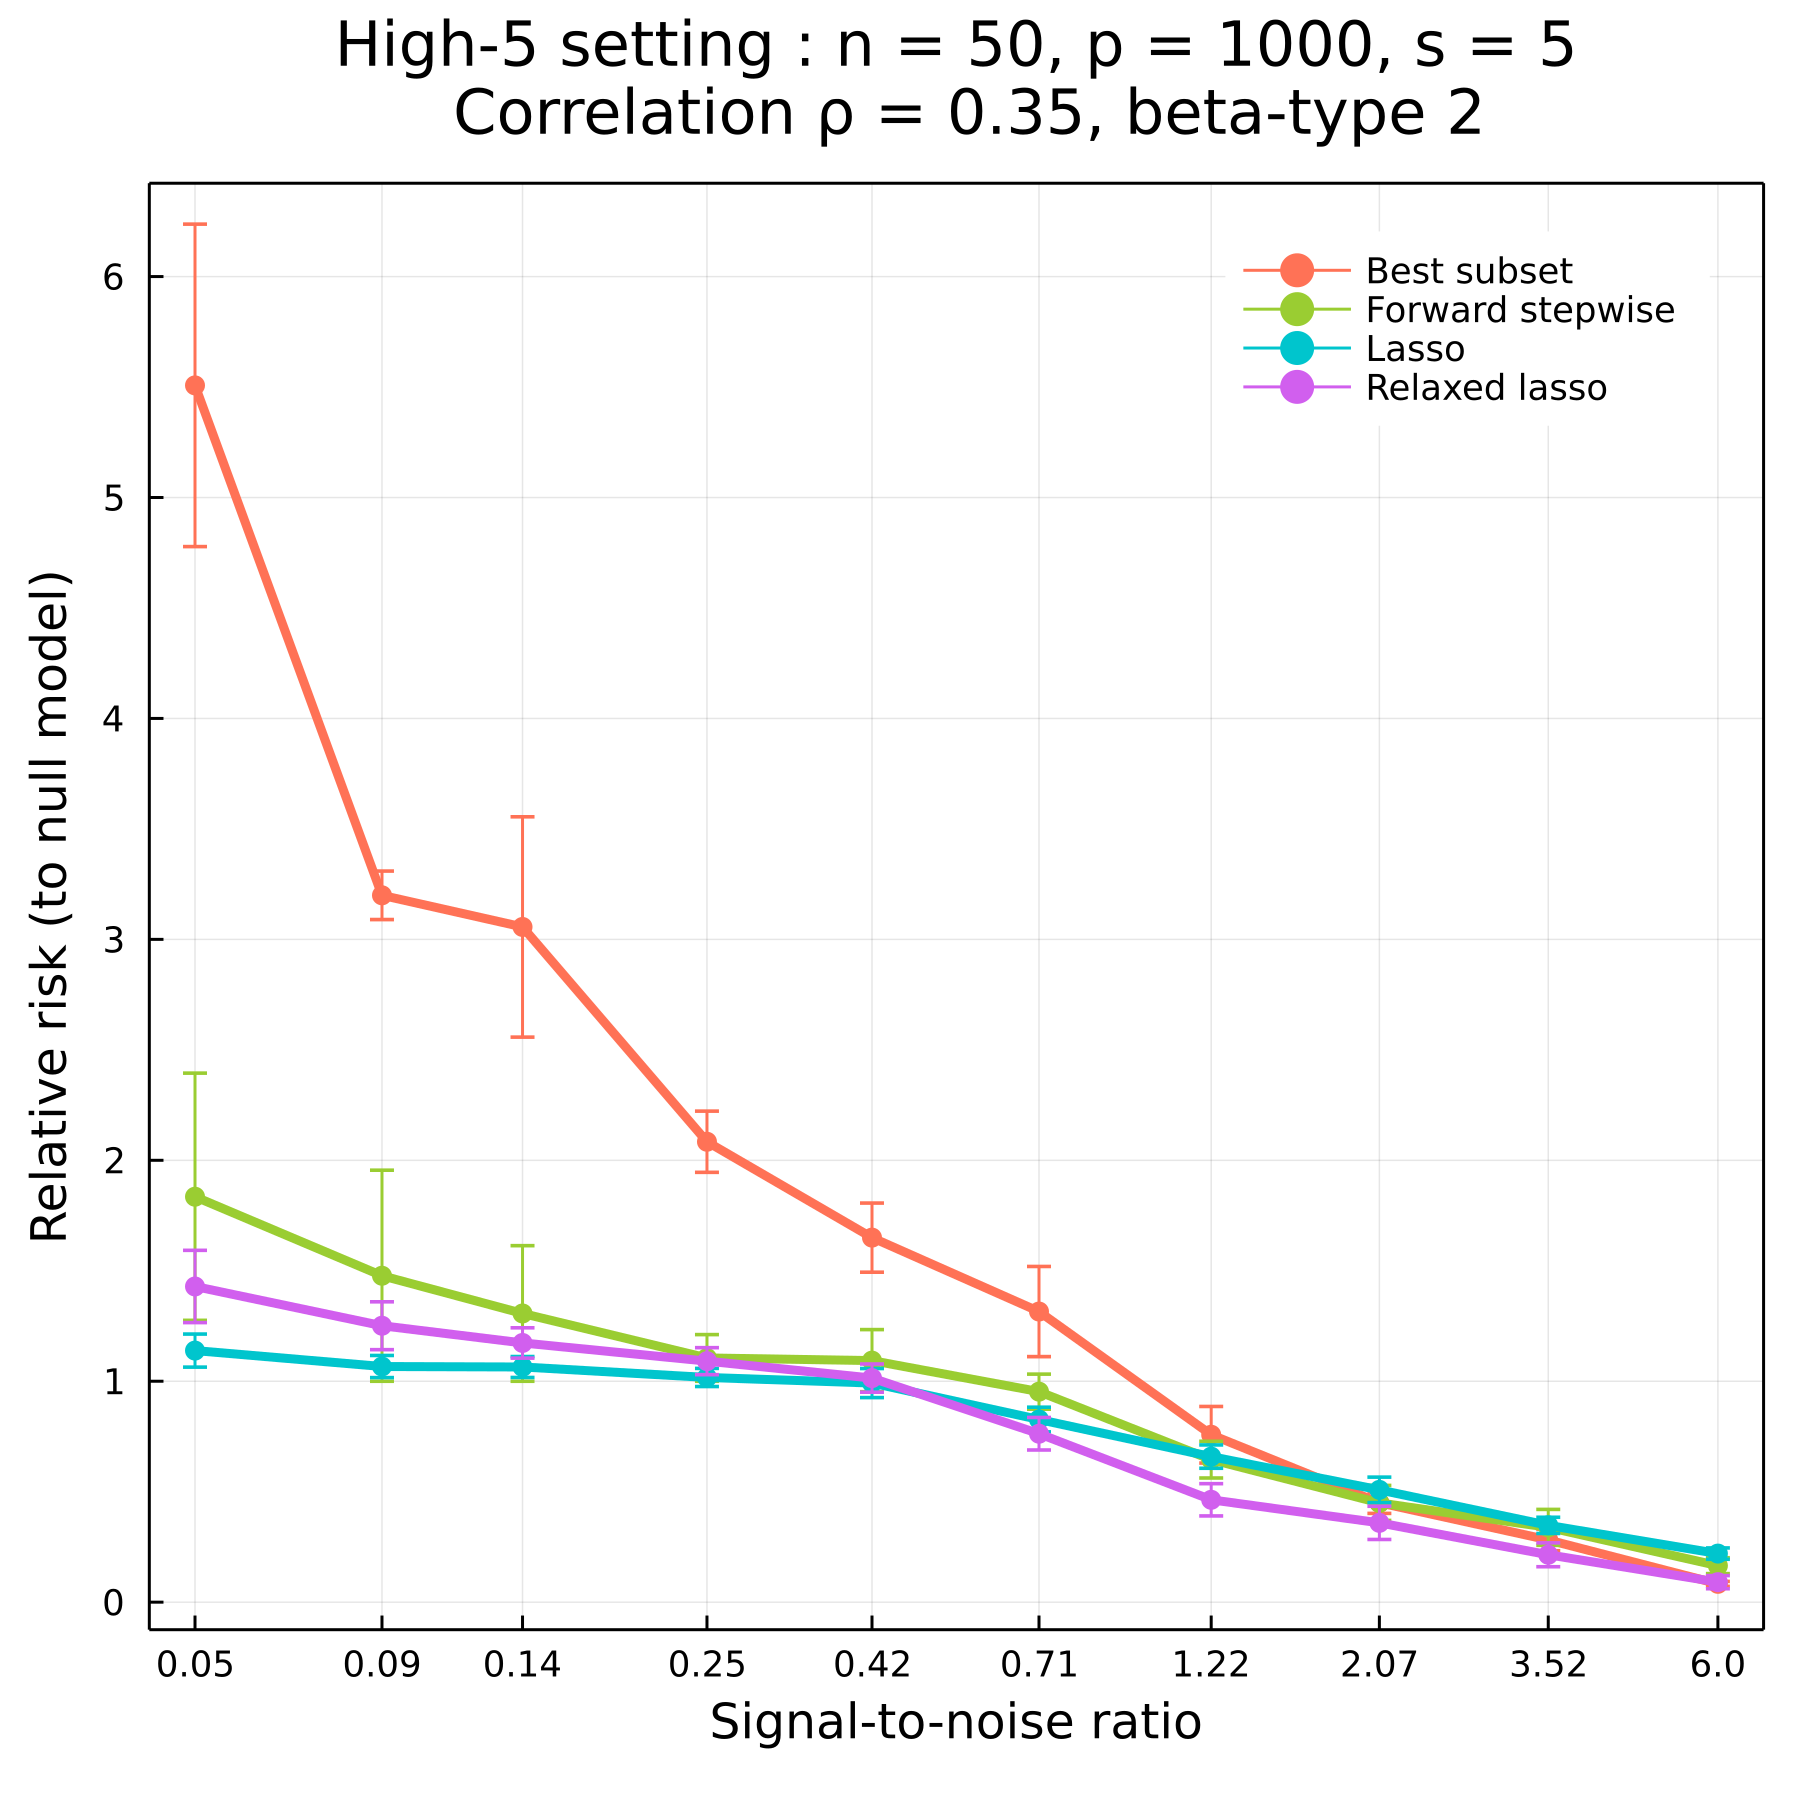 High-5 setting : n = 50, p = 1000, s = 5
Correlation ρ = 0.35, beta-type 2
Relative risk (to null model)
6
5
4
3
2
1
0
Best subset
Forward stepwise
Lasso
Relaxed lasso
0.05 0.09 0.14 0.25 0.42 0.71 1.22 2.07 3.52 6.0
Signal-to-noise ratio